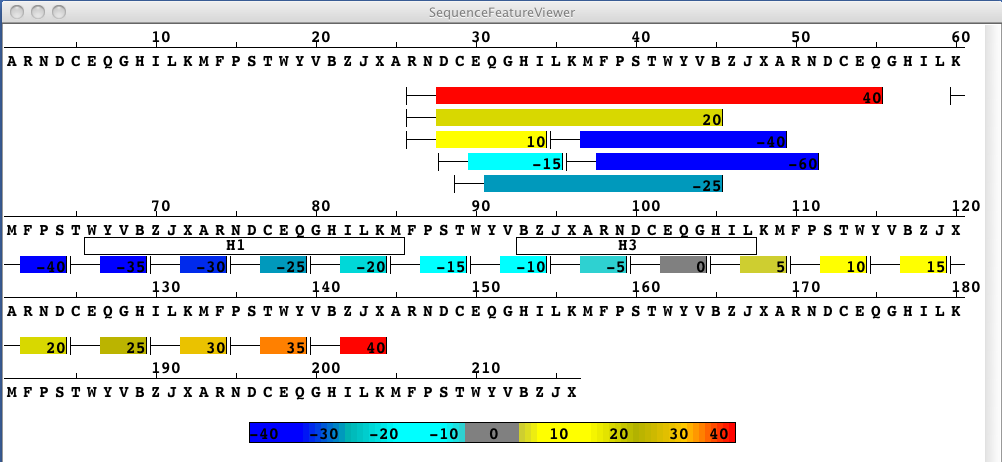 SequenceFeatureViewer
10 20 30 40 50 60
A R N D C E Q G H I L K M F P S T W Y V B Z J X A R N D C E Q G H I L K M F P S T W Y V B Z J X A R N D C E Q G H I L K
40
20
10 -40
-15 -60
-25
70 80 90 100 110 120
M F P S T W Y V B Z J X A R N D C E Q G H I L K M F P S T W Y V B Z J X A R N D C E Q G H I L K M F P S T W Y V B Z J X
H1 H3
-40 -35 -30 -25 -20 -15 -10 -5 0 5 10 15
130 140 150 160 170 180
A R N D C E Q G H I L K M F P S T W Y V B Z J X A R N D C E Q G H I L K M F P S T W Y V B Z J X A R N D C E Q G H I L K
20 25 30 35 40
190 200 210
M F P S T W Y V B Z J X A R N D C E Q G H I L K M F P S T W Y V B Z J X
-40 -30 -20 -10 0 10 20 30 40